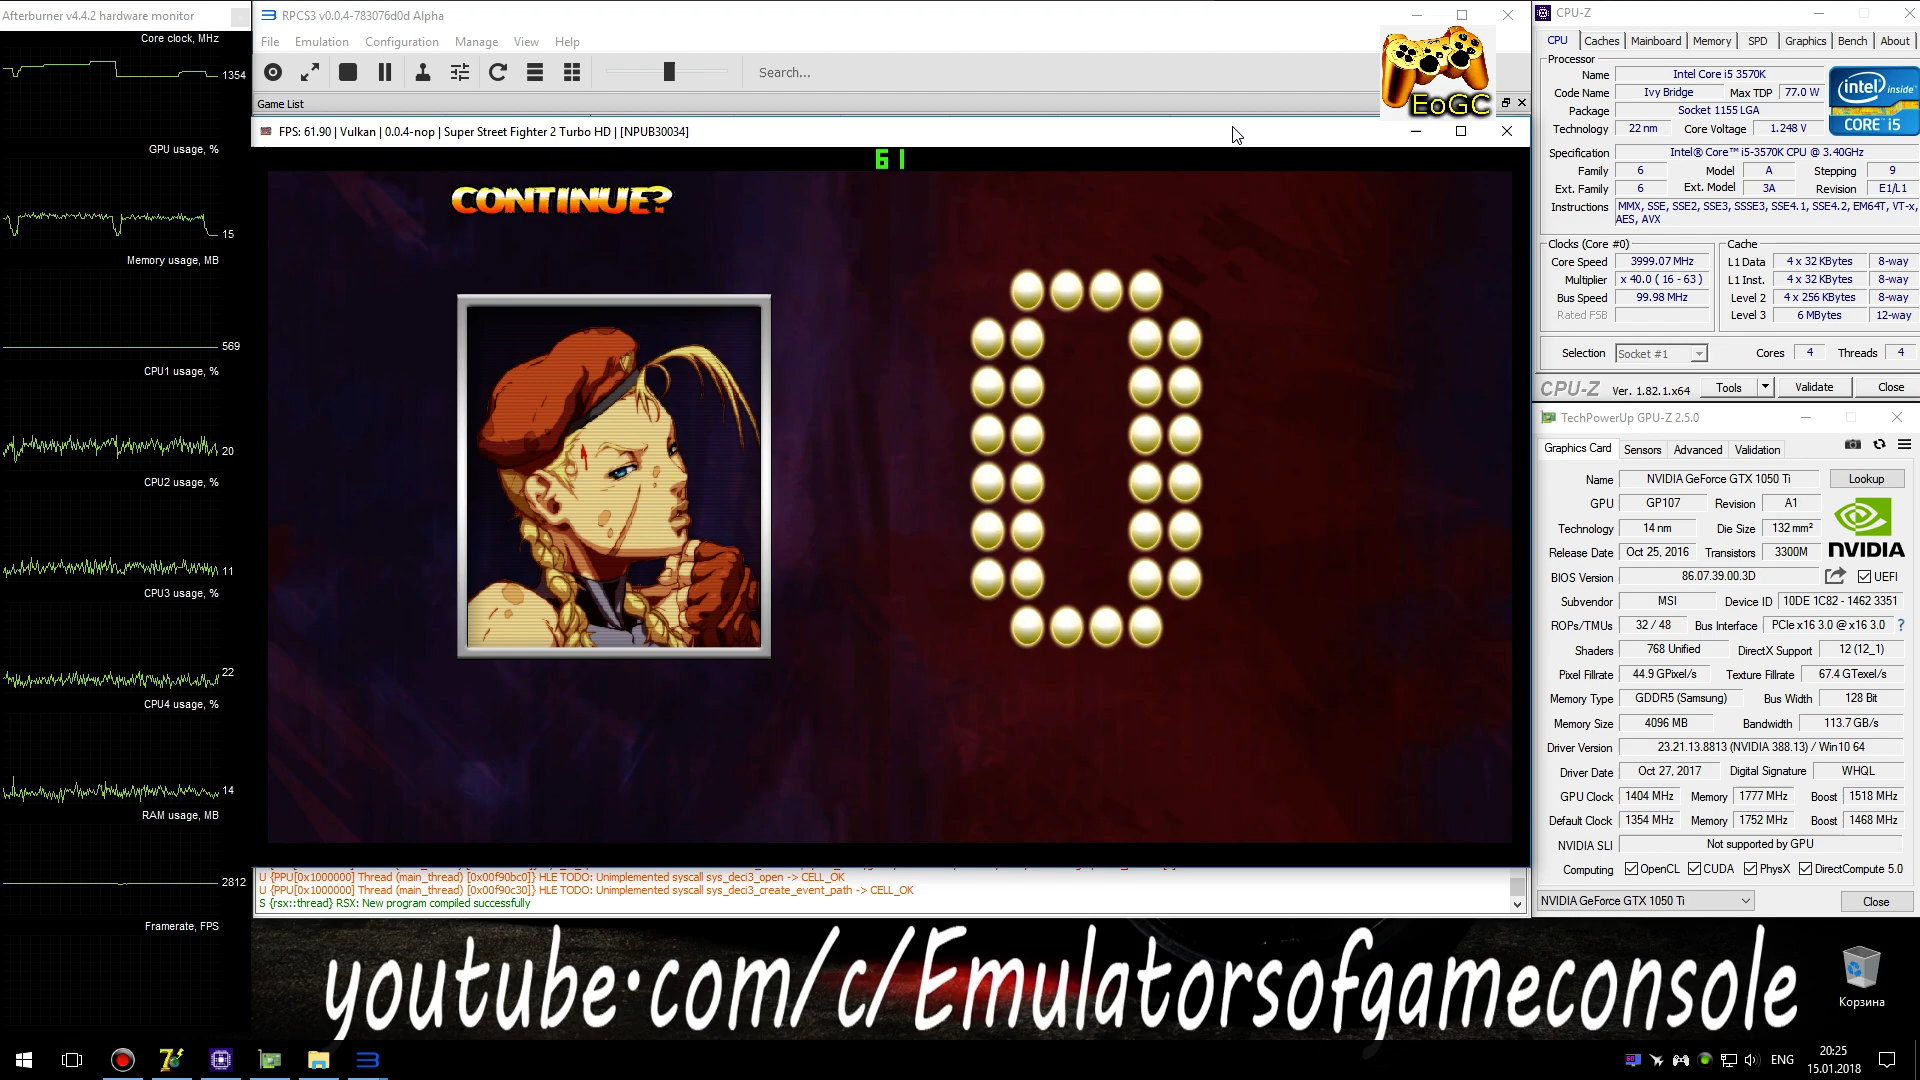 Afterburner v4.4.2 hardware monitor
Core clock, MHz
1354
GPU usage, %
15
Memory usage, MB
569
CPU1 usage, %
20
CPU2 usage, %
11
CPU3 usage, %
22
CPU4 usage, %
14
RAM usage, MB
2812
Framerate, FPS
RPCS3 v0.0.4-783076d0d Alpha
File Emulation Configuration Manage View Help
Search...
EoGC
Game List
FPS: 61.90 | Vulkan | 0.0.4-nop | Super Street Fighter 2 Turbo HD | [NPUB30034]
61
CONTINUE?
0
U {PPU[0x1000000] Thread (main_thread) [0x00f90bc0]} HLE TODO: Unimplemented syscall sys_deci3_open -> CELL_OK
U {PPU[0x1000000] Thread (main_thread) [0x00f90c30]} HLE TODO: Unimplemented syscall sys_deci3_create_event_path -> CELL_OK
S {rsx::thread} RSX: New program compiled successfully
youtube.com/c/Emulatorsofgameconsole
CPU-Z
CPU Caches Mainboard Memory SPD Graphics Bench About
Processor
Name Intel Core i5 3570K
Code Name Ivy Bridge Max TDP 77.0 W
Package Socket 1155 LGA
Technology 22 nm Core Voltage 1.248 V
intel inside™
CORE i5
Specification Intel® Core™ i5-3570K CPU @ 3.40GHz
Family 6 Model A Stepping 9
Ext. Family 6 Ext. Model 3A Revision E1/L1
Instructions MMX, SSE, SSE2, SSE3, SSSE3, SSE4.1, SSE4.2, EM64T, VT-x,
AES, AVX
Clocks (Core #0) Cache
Core Speed 3999.07 MHz L1 Data 4 x 32 KBytes 8-way
Multiplier x 40.0 ( 16 - 63 ) L1 Inst. 4 x 32 KBytes 8-way
Bus Speed 99.98 MHz Level 2 4 x 256 KBytes 8-way
Rated FSB Level 3 6 MBytes 12-way
Selection Socket #1 Cores 4 Threads 4
CPU-Z Ver. 1.82.1.x64 Tools Validate Close
TechPowerUp GPU-Z 2.5.0
Graphics Card Sensors Advanced Validation
Name NVIDIA GeForce GTX 1050 Ti Lookup
GPU GP107 Revision A1
Technology 14 nm Die Size 132 mm²
Release Date Oct 25, 2016 Transistors 3300M
NVIDIA
BIOS Version 86.07.39.00.3D UEFI
Subvendor MSI Device ID 10DE 1C82 - 1462 3351
ROPs/TMUs 32 / 48 Bus Interface PCIe x16 3.0 @ x16 3.0 ?
Shaders 768 Unified DirectX Support 12 (12_1)
Pixel Fillrate 44.9 GPixel/s Texture Fillrate 67.4 GTexel/s
Memory Type GDDR5 (Samsung) Bus Width 128 Bit
Memory Size 4096 MB Bandwidth 113.7 GB/s
Driver Version 23.21.13.8813 (NVIDIA 388.13) / Win10 64
Driver Date Oct 27, 2017 Digital Signature WHQL
GPU Clock 1404 MHz Memory 1777 MHz Boost 1518 MHz
Default Clock 1354 MHz Memory 1752 MHz Boost 1468 MHz
NVIDIA SLI Not supported by GPU
Computing OpenCL CUDA PhysX DirectCompute 5.0
NVIDIA GeForce GTX 1050 Ti Close
Корзина
ENG
20:25
15.01.2018